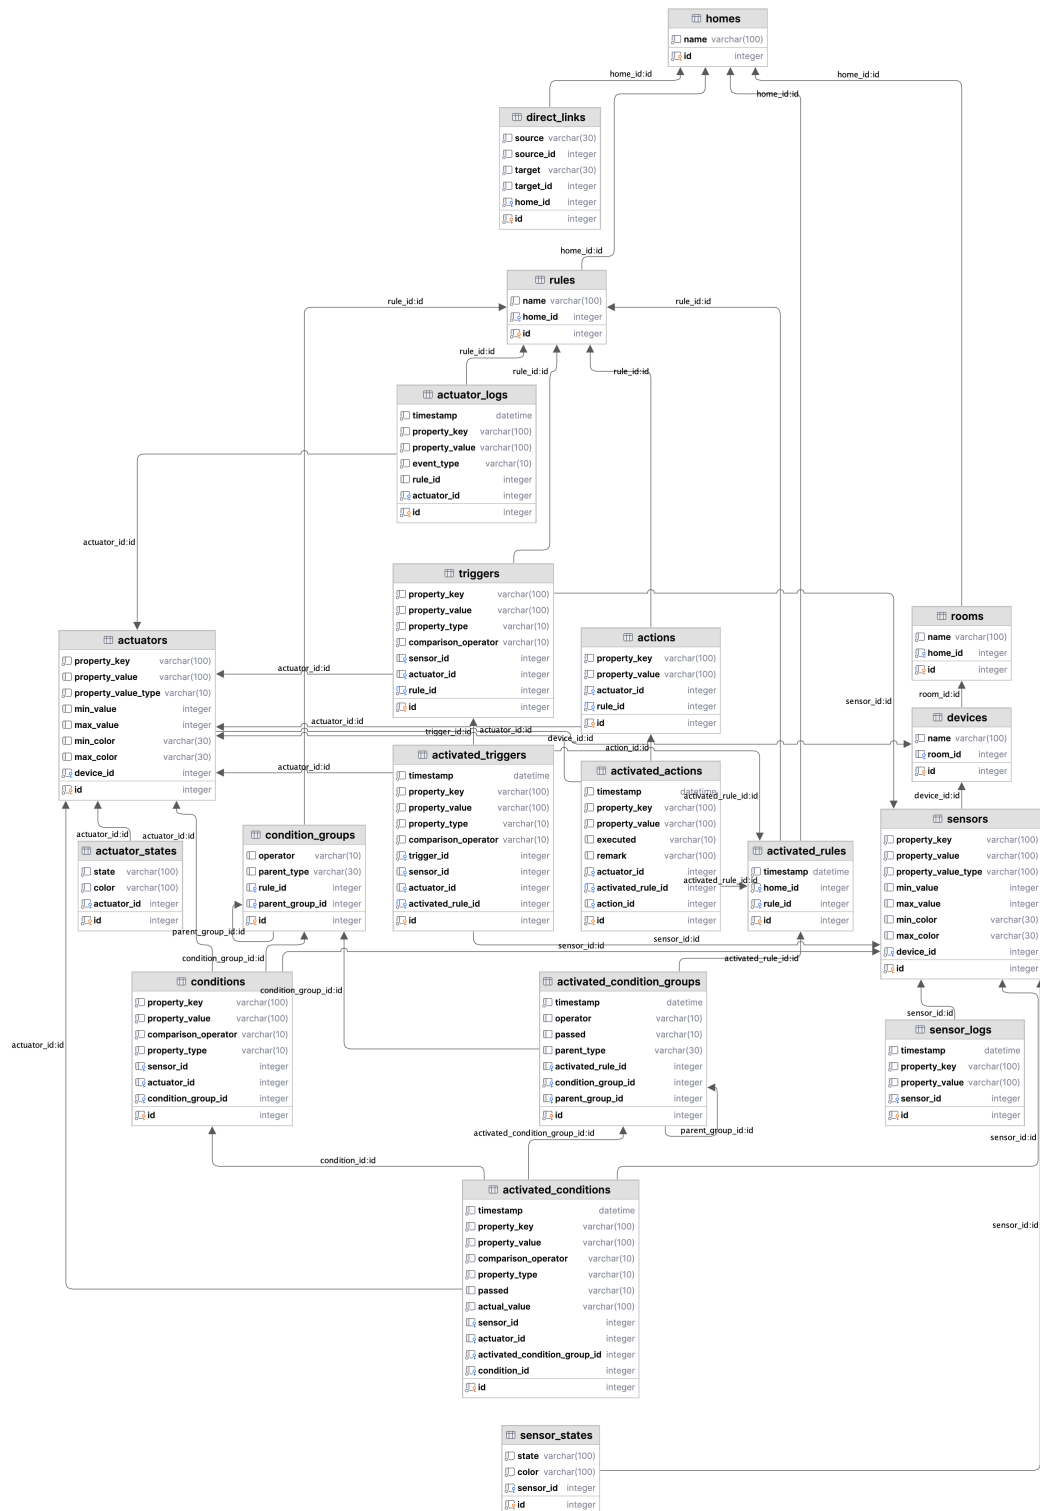 homes
name varchar(100)
id integer
home_id:id
home_id:id
home_id:id
direct_links
source varchar(30)
source_id integer
target varchar(30)
target_id integer
home_id integer
id integer
home_id:id
rules
name varchar(100)
home_id integer
id integer
rule_id:id
rule_id:id
rule_id:id
rule_id:id
rule_id:id
actuator_logs
timestamp datetime
property_key varchar(100)
property_value varchar(100)
event_type varchar(10)
rule_id integer
actuator_id integer
id integer
actuator_id:id
triggers
property_key varchar(100)
property_value varchar(100)
property_type varchar(10)
comparison_operator varchar(10)
sensor_id integer
actuator_id integer
rule_id integer
id integer
actuators
property_key varchar(100)
property_value varchar(100)
property_value_type varchar(10)
min_value integer
max_value integer
min_color varchar(30)
max_color varchar(30)
device_id integer
id integer
actions
property_key varchar(100)
property_value varchar(100)
actuator_id integer
rule_id integer
id integer
rooms
name varchar(100)
home_id integer
id integer
actuator_id:id
sensor_id:id
room_id:id
devices
name varchar(100)
room_id integer
id integer
actuator_id:id
trigger_id:id
actuator_id:id
device_id:id
action_id:id
actuator_id:id
device_id:id
activated_triggers
timestamp datetime
property_key varchar(100)
property_value varchar(100)
property_type varchar(10)
comparison_operator varchar(10)
trigger_id integer
sensor_id integer
actuator_id integer
activated_rule_id integer
id integer
activated_actions
timestamp datetime
property_key varchar(100)
property_value varchar(100)
executed varchar(10)
remark varchar(100)
actuator_id integer
activated_rule_id integer
action_id integer
id integer
activated_rule_id:id
activated_rule_id:id
sensors
property_key varchar(100)
property_value varchar(100)
property_value_type varchar(10)
min_value integer
max_value integer
min_color varchar(30)
max_color varchar(30)
device_id integer
id integer
actuator_id:id
actuator_id:id
actuator_states
state varchar(100)
color varchar(100)
actuator_id integer
id integer
condition_groups
operator varchar(10)
parent_type varchar(30)
rule_id integer
parent_group_id integer
id integer
activated_rules
timestamp datetime
home_id integer
rule_id integer
id integer
parent_group_id:id
sensor_id:id
sensor_id:id
condition_group_id:id
activated_rule_id:id
condition_group_id:id
conditions
property_key varchar(100)
property_value varchar(100)
comparison_operator varchar(10)
property_type varchar(10)
sensor_id integer
actuator_id integer
condition_group_id integer
id integer
activated_condition_groups
timestamp datetime
operator varchar(10)
passed varchar(10)
parent_type varchar(30)
activated_rule_id integer
condition_group_id integer
parent_group_id integer
id integer
sensor_id:id
sensor_logs
timestamp datetime
property_key varchar(100)
property_value varchar(100)
sensor_id integer
id integer
actuator_id:id
activated_condition_group_id:id
parent_group_id:id
sensor_id:id
condition_id:id
activated_conditions
timestamp datetime
property_key varchar(100)
property_value varchar(100)
comparison_operator varchar(10)
property_type varchar(10)
passed varchar(10)
actual_value varchar(100)
sensor_id integer
actuator_id integer
activated_condition_group_id integer
condition_id integer
id integer
sensor_id:id
sensor_states
state varchar(100)
color varchar(100)
sensor_id integer
id integer